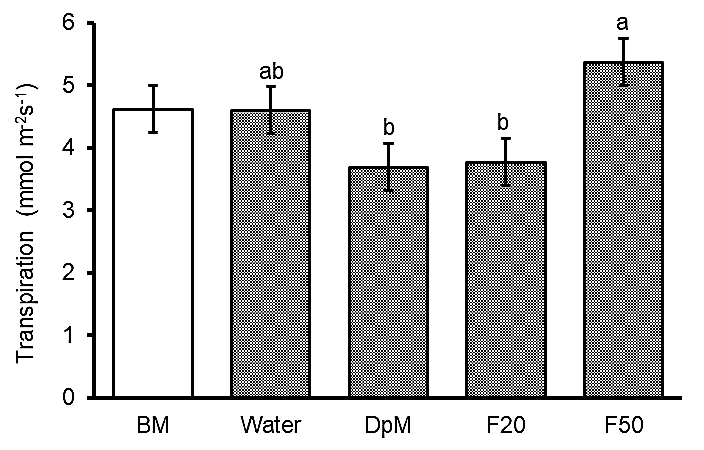 Transpiration (mmol m-2s-1)
6
5
4
3
2
1
0
ab
b
b
a
BM Water DpM F20 F50